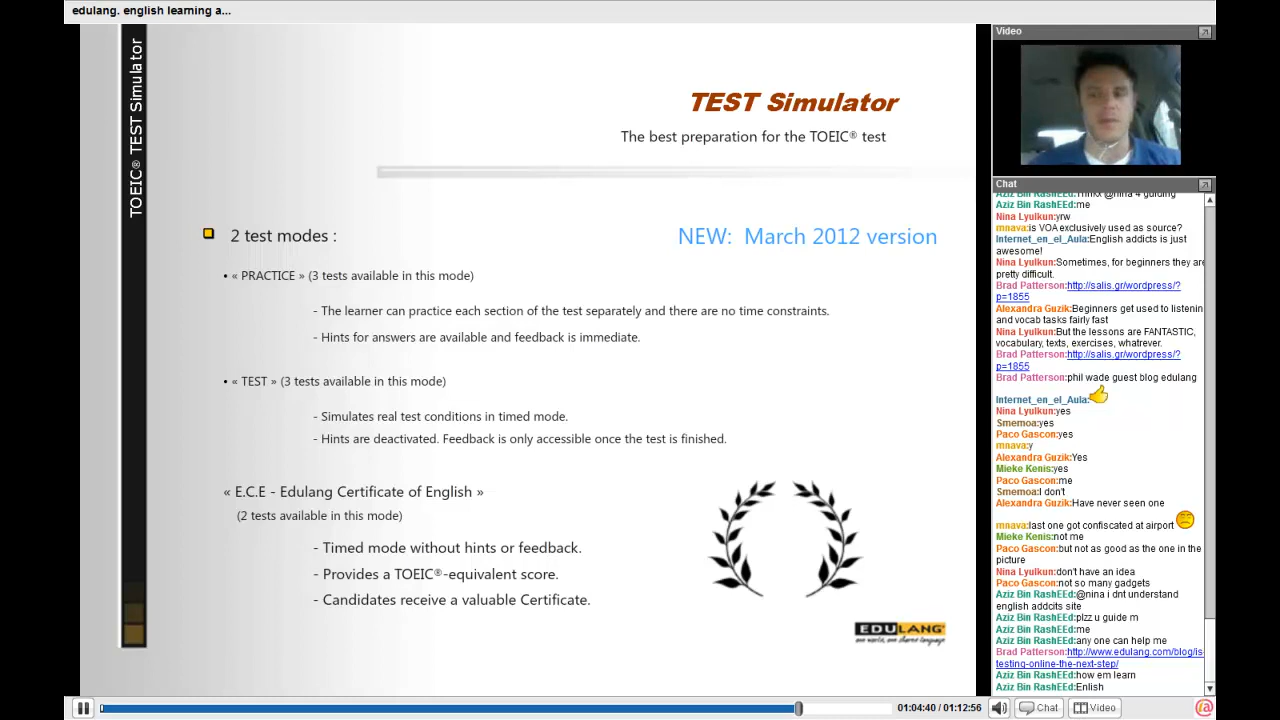 edulang. english learning a...
TOEIC® TEST Simulator
TEST Simulator
The best preparation for the TOEIC® test
2 test modes :
NEW: March 2012 version
• « PRACTICE » (3 tests available in this mode)
- The learner can practice each section of the test separately and there are no time constraints.
- Hints for answers are available and feedback is immediate.
• « TEST » (3 tests available in this mode)
- Simulates real test conditions in timed mode.
- Hints are deactivated. Feedback is only accessible once the test is finished.
« E.C.E - Edulang Certificate of English »
(2 tests available in this mode)
- Timed mode without hints or feedback.
- Provides a TOEIC®-equivalent score.
- Candidates receive a valuable Certificate.
EDULANG
one world, one shared language
Video
Chat
Aziz Bin RashEEd:Thnkx @nina 4 guiding
Aziz Bin RashEEd:me
Nina Lyulkun:yrw
mnava:is VOA exclusively used as source?
Internet_en_el_Aula:English addicts is just
awesome!
Nina Lyulkun:Sometimes, for beginners they are
pretty difficult.
Brad Patterson:http://salis.gr/wordpress/?
p=1855
Alexandra Guzik:Beginners get used to listenin
and vocab tasks fairly fast
Nina Lyulkun:But the lessons are FANTASTIC,
vocabulary, texts, exercises, whatrever.
Brad Patterson:http://salis.gr/wordpress/?
p=1855
Brad Patterson:phil wade guest blog edulang
Internet_en_el_Aula:
Nina Lyulkun:yes
Smemoa:yes
Paco Gascon:yes
mnava:y
Alexandra Guzik:Yes
Mieke Kenis:yes
Paco Gascon:me
Smemoa:I don't
Alexandra Guzik:Have never seen one
mnava:last one got confiscated at airport
Mieke Kenis:not me
Paco Gascon:but not as good as the one in the
picture
Nina Lyulkun:don't have an idea
Paco Gascon:not so many gadgets
Aziz Bin RashEEd:@nina i dnt understand
english addcits site
Aziz Bin RashEEd:plzz u guide m
Aziz Bin RashEEd:me
Aziz Bin RashEEd:any one can help me
Brad Patterson:http://www.edulang.com/blog/is-
testing-online-the-next-step/
Aziz Bin RashEEd:how em learn
Aziz Bin RashEEd:Enlish
01:04:40 / 01:12:56
Chat
Video